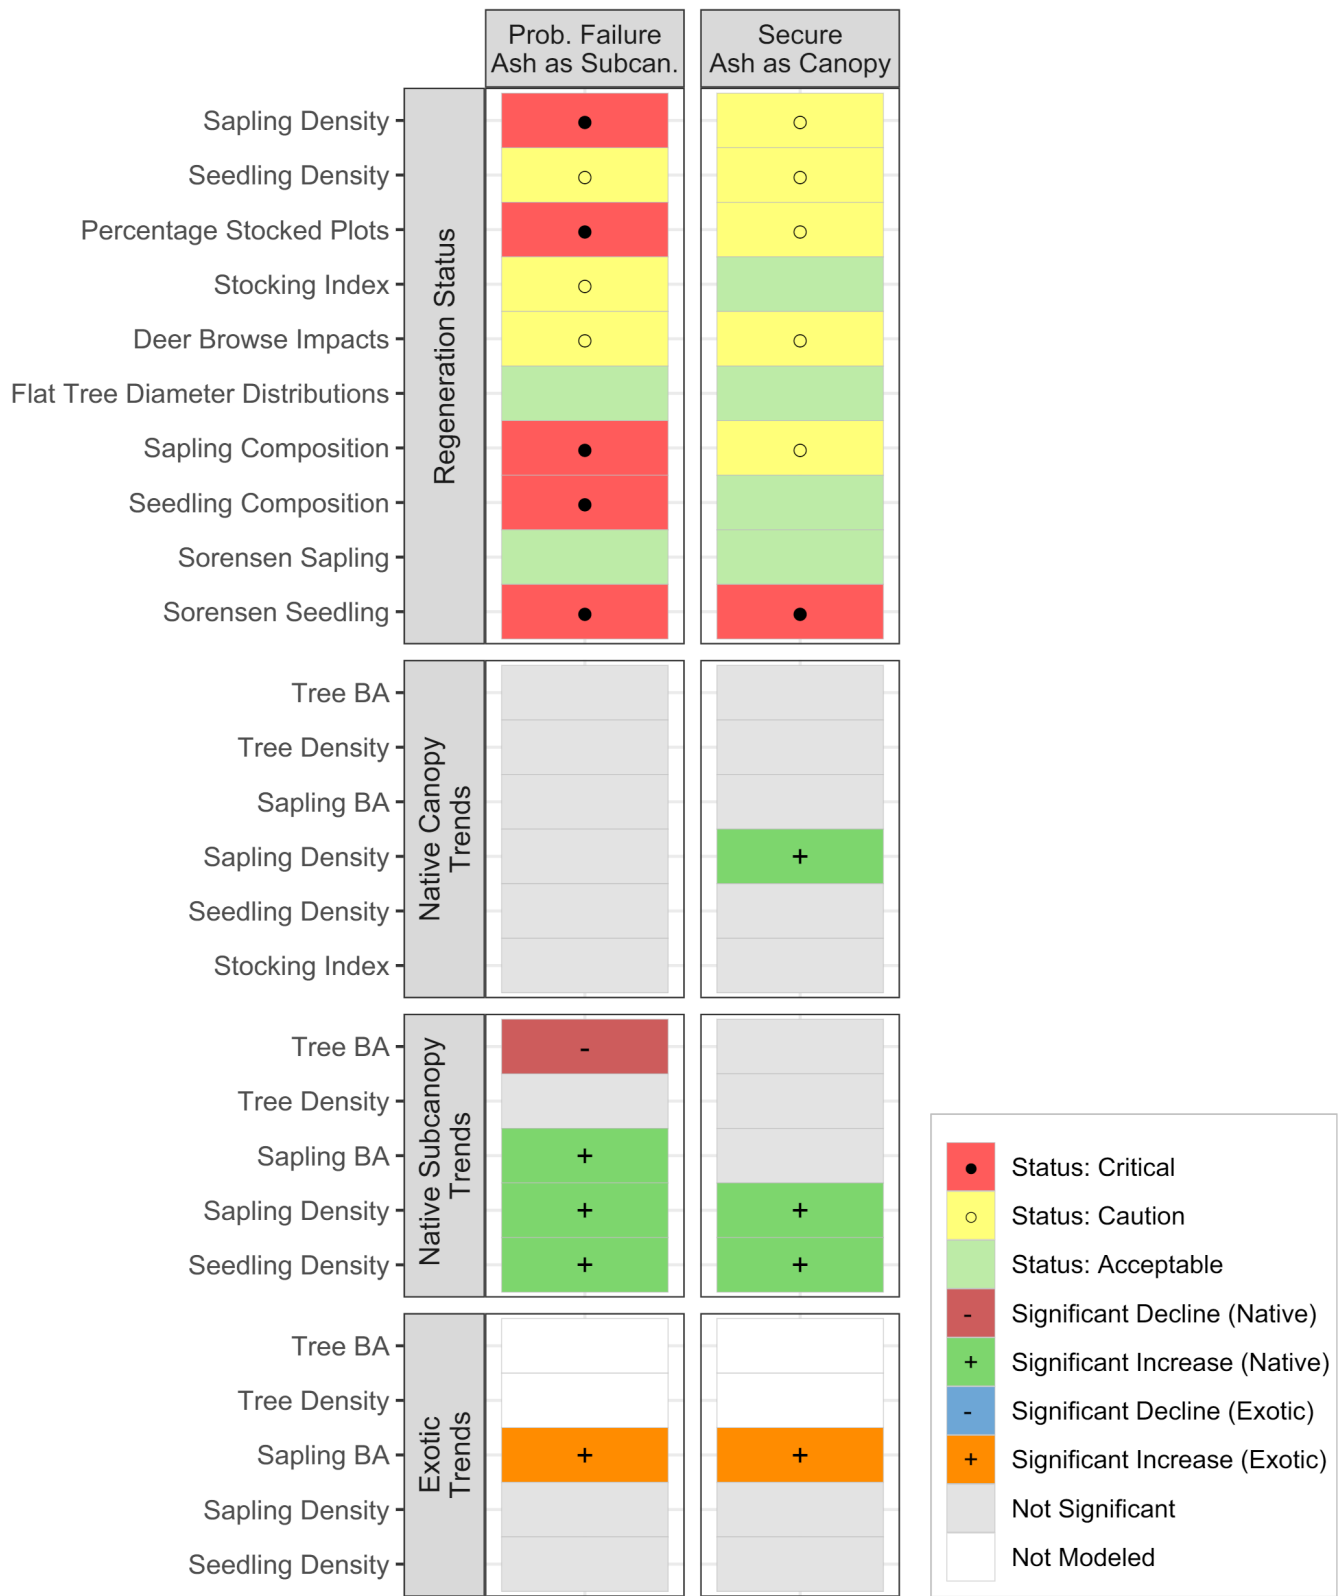 Prob. Failure
Ash as Subcan.
Secure
Ash as Canopy
Regeneration Status
Sapling Density
Seedling Density
Percentage Stocked Plots
Stocking Index
Deer Browse Impacts
Flat Tree Diameter Distributions
Sapling Composition
Seedling Composition
Sorensen Sapling
Sorensen Seedling
Native Canopy
Trends
Tree BA
Tree Density
Sapling BA
Sapling Density
+
Seedling Density
Stocking Index
Native Subcanopy
Trends
Tree BA
-
Tree Density
Sapling BA
+
Sapling Density
+ +
Seedling Density
+ +
Exotic
Trends
Tree BA
Tree Density
Sapling BA
+ +
Sapling Density
Seedling Density
Status: Critical
Status: Caution
Status: Acceptable
- Significant Decline (Native)
+ Significant Increase (Native)
- Significant Decline (Exotic)
+ Significant Increase (Exotic)
Not Significant
Not Modeled